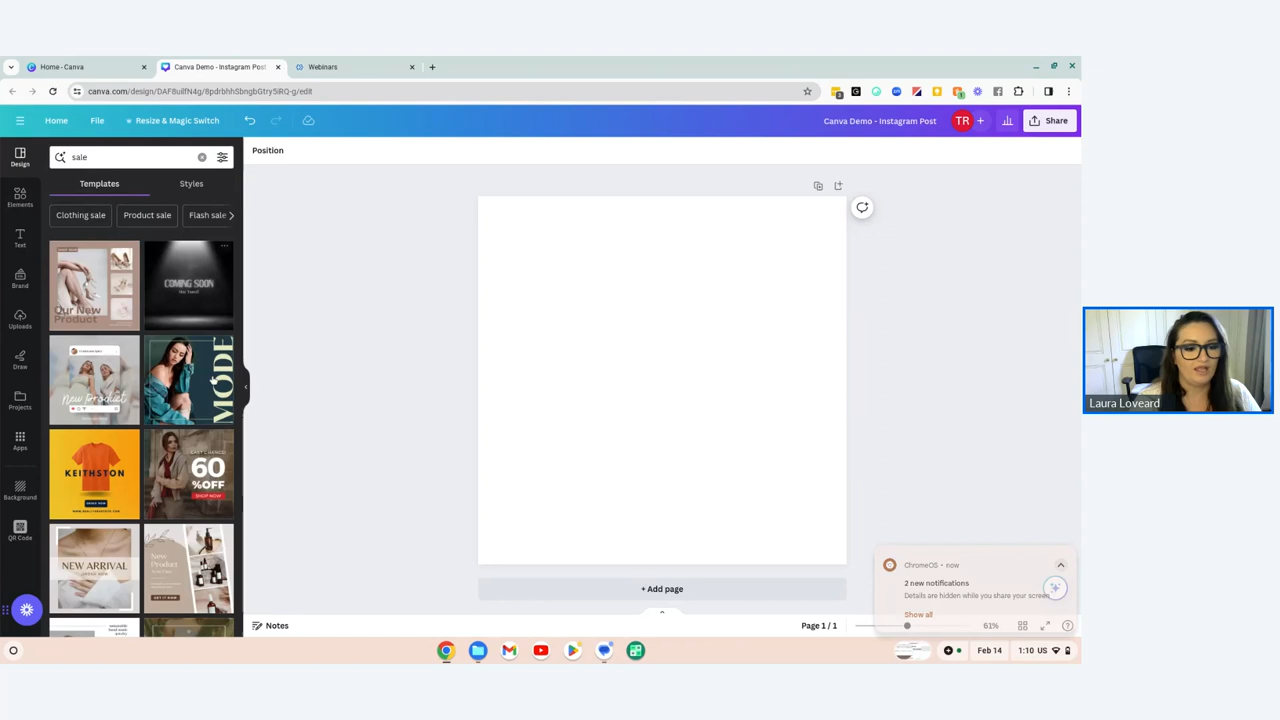 Home - Canva
Canva Demo - Instagram Post
Webinars
canva.com/design/DAF8uilfN4g/8pdrbhhSbngbGtry5iRQ-g/edit
Home
File
Resize & Magic Switch
Canva Demo - Instagram Post
TR
Share
Design
Elements
Text
Brand
Uploads
Draw
Projects
Apps
Background
QR Code
sale
Templates
Styles
Clothing sale
Product sale
Flash sale
Our New
Product
COMING SOON
New Product
MODE
KEITHSTON
LAST CHANCE!
60
%OFF
SHOP NOW
NEW ARRIVAL
New
Product
Position
+ Add page
Notes
Page 1 / 1
61%
ChromeOS • now
2 new notifications
Details are hidden while you share your screen
Show all
Laura Loveard
Feb 14
1:10 US